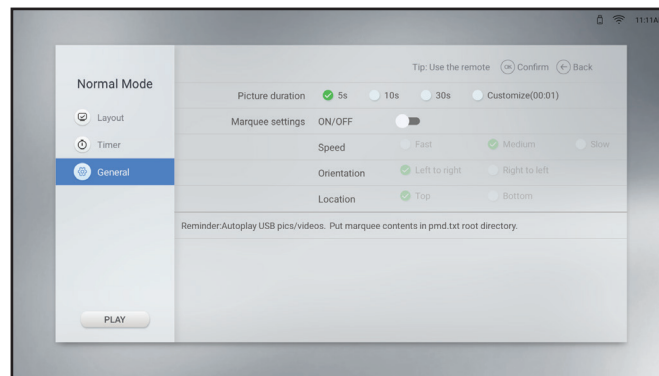 11:11A
Tip: Use the remote OK Confirm Back
Normal Mode
Picture duration 5s 10s 30s Customize(00:01)
Layout
Marquee settings ON/OFF
Timer
Speed Fast Medium Slow
General
Orientation Left to right Right to left
Location Top Bottom
Reminder:Autoplay USB pics/videos. Put marquee contents in pmd.txt root directory.
PLAY